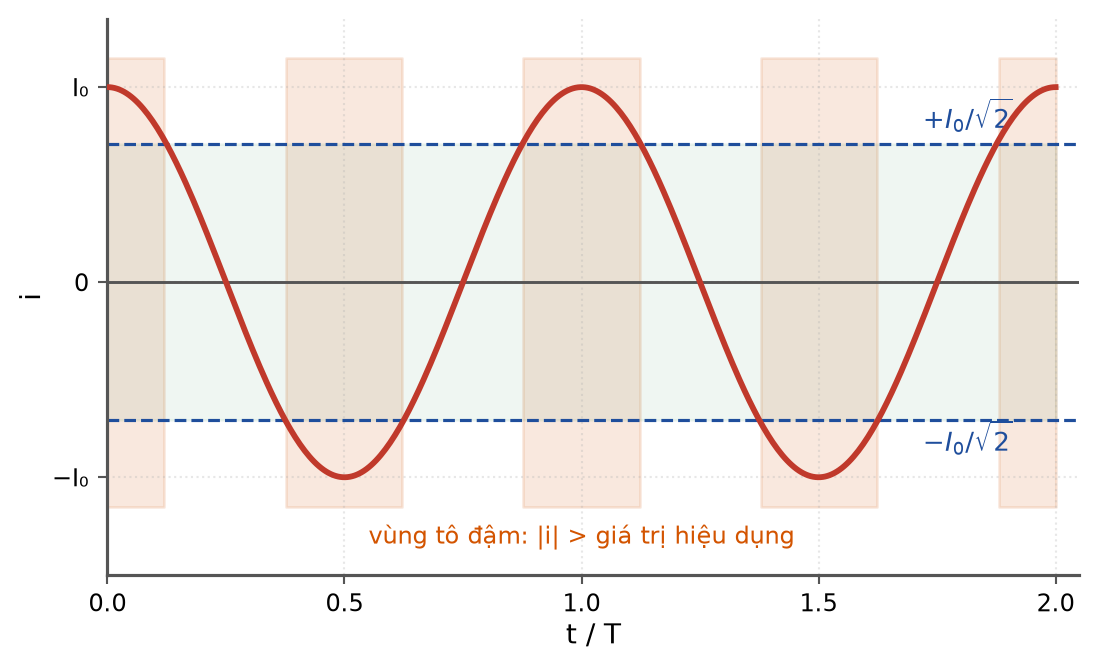 I₀
+I₀/√2
0
i
−I₀/√2
−I₀
vùng tô đậm: |i| > giá trị hiệu dụng
0.0 0.5 1.0 1.5 2.0
t / T